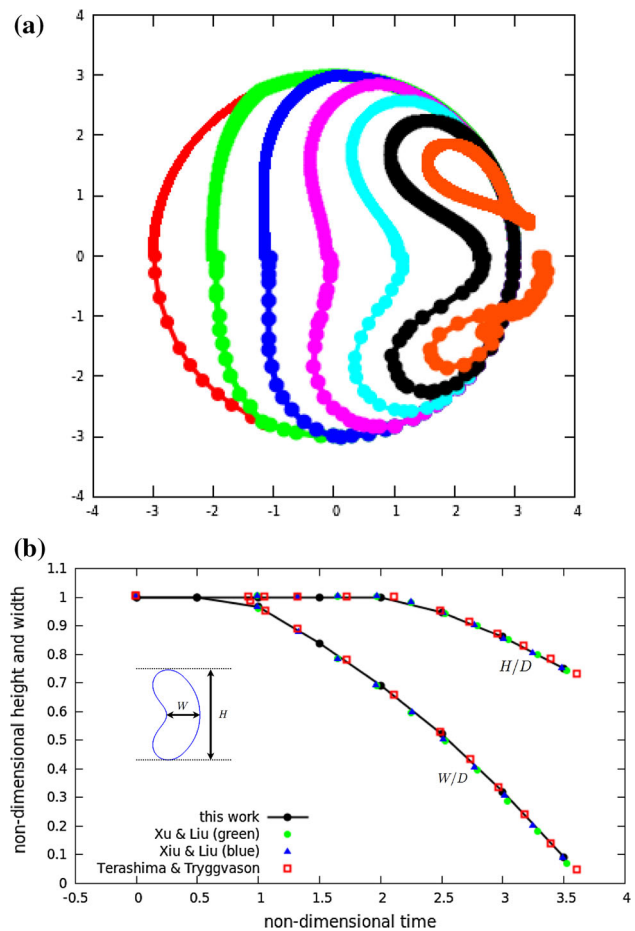 (a)
4
3
2
1
0
-1
-2
-3
-4
-4 -3 -2 -1 0 1 2 3 4
(b)
1.1
1
0.9
0.8
0.7
0.6
0.5
0.4
0.3
0.2
0.1
0
non-dimensional height and width
W
H
H/D
W/D
this work
Xu & Liu (green)
Xiu & Liu (blue)
Terashima & Tryggvason
-0.5 0 0.5 1 1.5 2 2.5 3 3.5 4
non-dimensional time